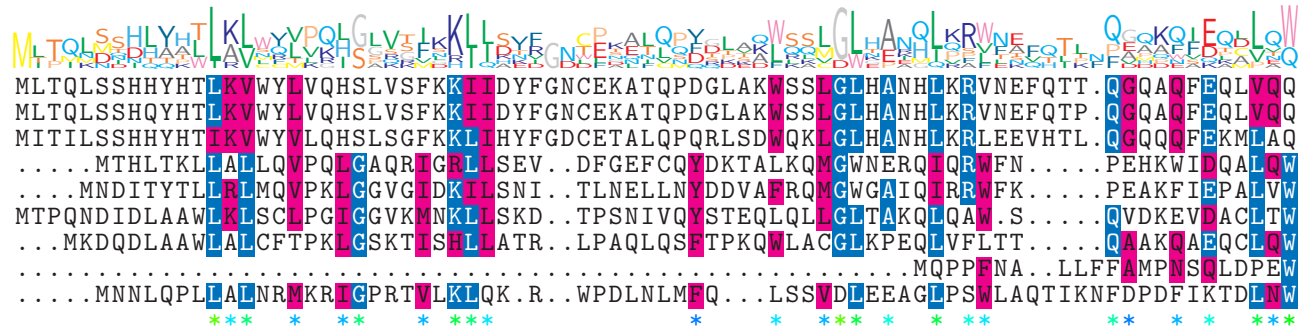 MLTQLSSHHYHTLKVWYLVQHSLVSFKKIIDYFGNCEKATQPDGLAKWSSLGLHANHLKRVNEFQTT.QGQAQFEQLVQQ
MLTQLSSHQYHTLKVWYLVQHSLVSFKKIIDYFGNCEKATQPDGLAKWSSLGLHANHLKRVNEFQTP.QGQAQFEQLVQQ
MITILSSHHYHTIKVWYVLQHSLSGFKKLIHYFGDCETALQPQRLSDWQKLGLHANHLKRLEEVHTL.QGQQQFEKMLAQ
.....MTHLTKLLALLQVPQLGAQRIGRLLSEV..DFGEFCQYDKTALKQMGWNERQIQRWFN.....PEHKWIDQALQW
....MNDITYTLLRLMQVPKLGGVGIDKILSNI..TLNELLNYDDVAFRQMGWGAIQIRRWFK.....PEAKFIEPALVW
MTPQNDIDLAAWLKLSCLPGIGGVKMNKLLSKD..TPSNIVQYSTEQLQLLGLTAKQLQAW.S.....QVDKEVDACLTW
...MKDQDLAAWLALCFTPKLGSKTISHLLATR..LPAQLQSFTPKQWLACGLKPEQLVFLTT.....QAAKQAEQCLQW
........................................................MQPPFNA..LLFFAMPNSQLDPEW
.....MNNLQPLLALNRMKRIGPRTVLKLQK.R..WPDLNLMFQ...LSSVDLEEAGLPSWLAQTIKNFDPDFIKTDLNW